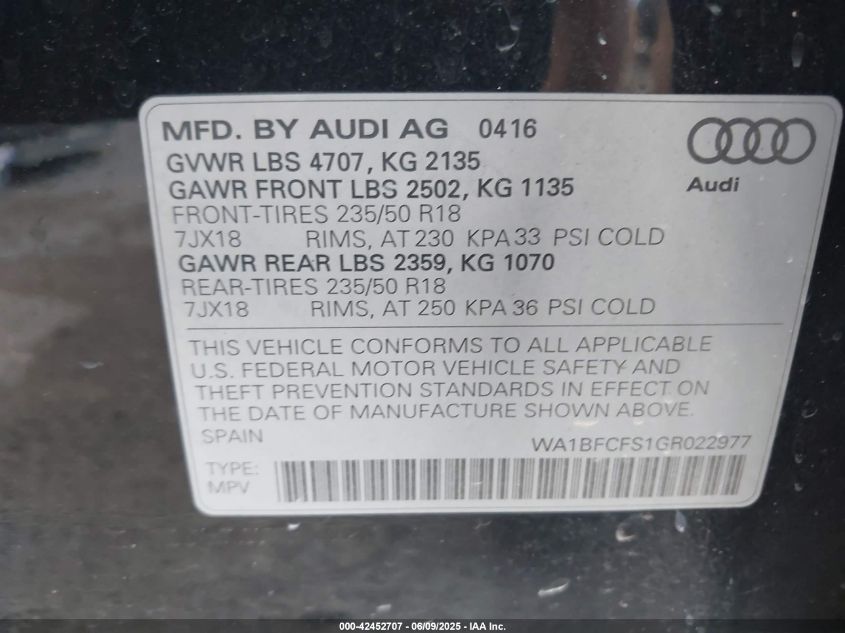 MFD. BY AUDI AG 0416
GVWR LBS 4707, KG 2135
GAWR FRONT LBS 2502, KG 1135
FRONT-TIRES 235/50 R18
7JX18 RIMS, AT 230 KPA 33 PSI COLD
GAWR REAR LBS 2359, KG 1070
REAR-TIRES 235/50 R18
7JX18 RIMS, AT 250 KPA 36 PSI COLD
Audi
THIS VEHICLE CONFORMS TO ALL APPLICABLE
U.S. FEDERAL MOTOR VEHICLE SAFETY AND
THEFT PREVENTION STANDARDS IN EFFECT ON
THE DATE OF MANUFACTURE SHOWN ABOVE.
SPAIN WA1BFCFS1GR022977
TYPE:
MPV
000-42452707 - 06/09/2025 - IAA Inc.